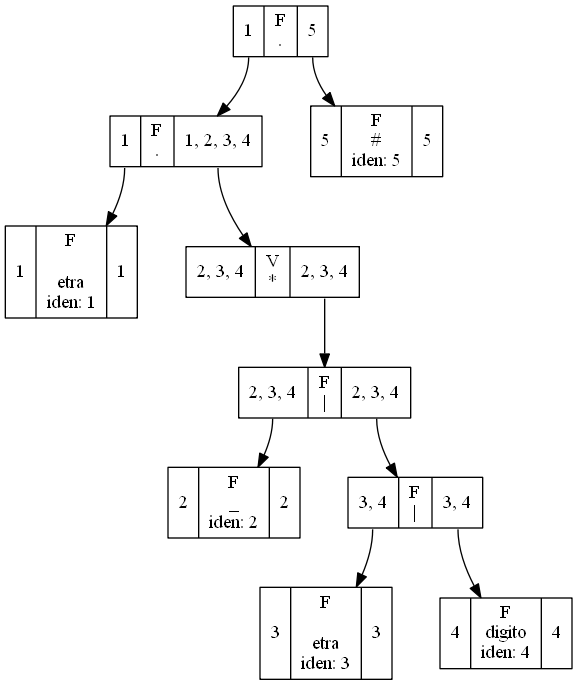 1 F . 5
1 F . 1, 2, 3, 4
5 F # iden: 5 5
1 F etra iden: 1 1
2, 3, 4 V * 2, 3, 4
2, 3, 4 F | 2, 3, 4
2 F _ iden: 2 2
3, 4 F | 3, 4
3 F etra iden: 3 3
4 F digito iden: 4 4